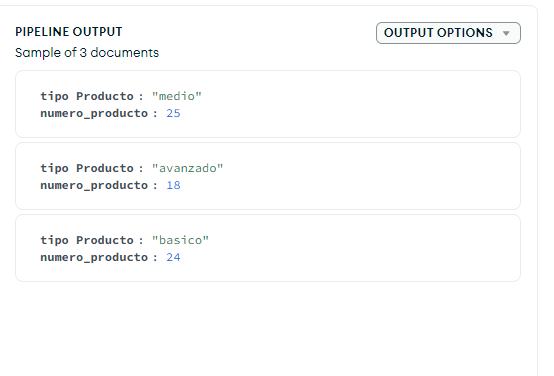 PIPELINE OUTPUT
OUTPUT OPTIONS
Sample of 3 documents
tipo Producto : "medio"
numero_producto : 25
tipo Producto : "avanzado"
numero_producto : 18
tipo Producto : "basico"
numero_producto : 24